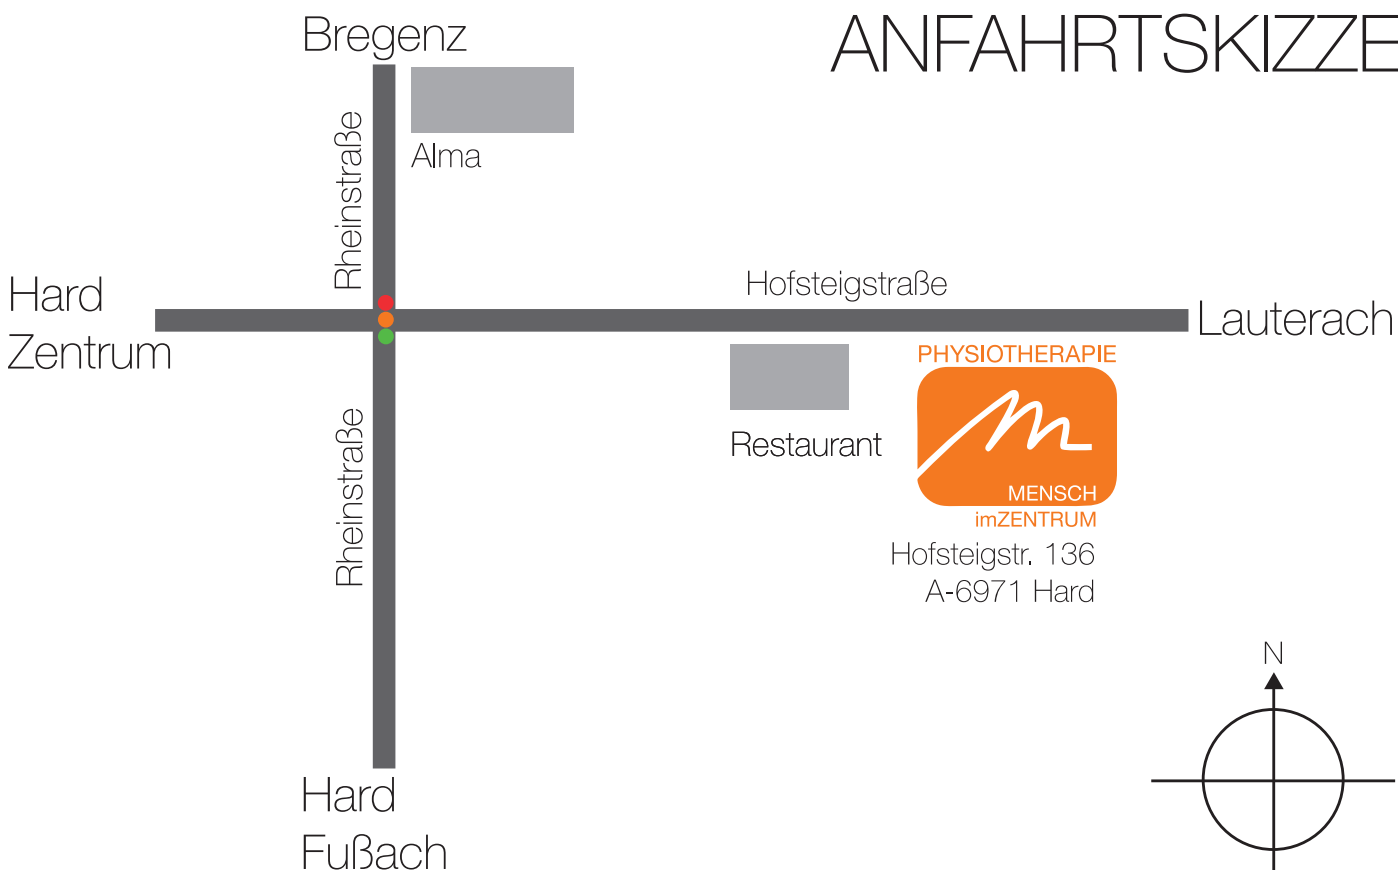 ANFAHRTSKIZZE
Bregenz
Rheinstraße
Alma
Hard
Zentrum
Hofsteigstraße
Lauterach
Rheinstraße
Restaurant
PHYSIOTHERAPIE
m
MENSCH
imZENTRUM
Hofsteigstr. 136
A-6971 Hard
N
Hard
Fußach